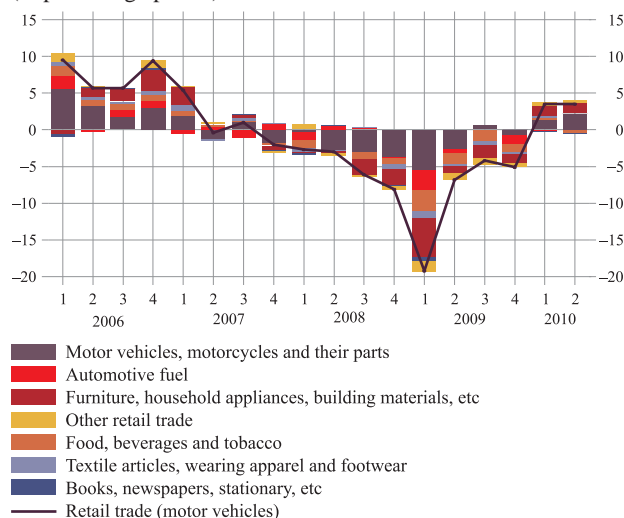 15 15
10 10
5 5
0 0
–5 –5
–10 –10
–15 –15
–20 –20
1 2 3 4 1 2 3 4 1 2 3 4 1 2 3 4 1 2
2006 2007 2008 2009 2010
Motor vehicles, motorcycles and their parts
Automotive fuel
Furniture, household appliances, building materials, etc
Other retail trade
Food, beverages and tobacco
Textile articles, wearing apparel and footwear
Books, newspapers, stationary, etc
Retail trade (motor vehicles)